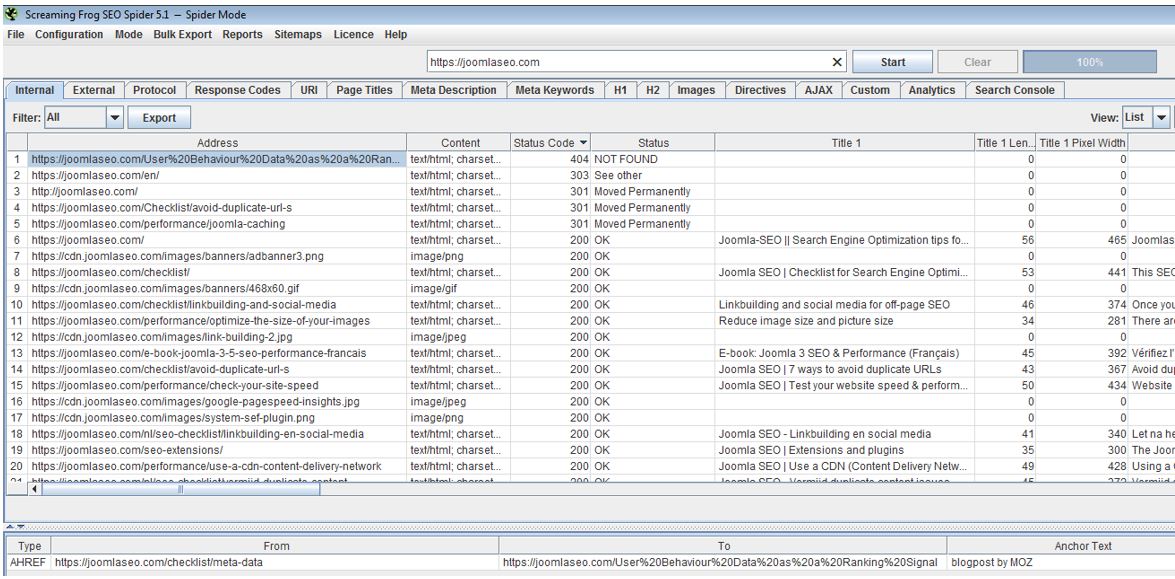 Screaming Frog SEO Spider 5.1 – Spider Mode
File Configuration Mode Bulk Export Reports Sitemaps Licence Help
https://joomlaseo.com Start Clear 100%
Internal External Protocol Response Codes URI Page Titles Meta Description Meta Keywords H1 H2 Images Directives AJAX Custom Analytics Search Console
Filter: All Export View: List
Address Content Status Code Status Title 1 Title 1 Len... Title 1 Pixel Width
1 https://joomlaseo.com/User%20Behaviour%20Data%20as%20a%20Ran... text/html; charset... 404 NOT FOUND 0 0
2 https://joomlaseo.com/en/ text/html; charset... 303 See other 0 0
3 http://joomlaseo.com/ text/html; charset... 301 Moved Permanently 0 0
4 https://joomlaseo.com/Checklist/avoid-duplicate-url-s text/html; charset... 301 Moved Permanently 0 0
5 https://joomlaseo.com/performance/joomla-caching text/html; charset... 301 Moved Permanently 0 0
6 https://joomlaseo.com/ text/html; charset... 200 OK Joomla-SEO || Search Engine Optimization tips fo... 56 465 Joomlas
7 https://cdn.joomlaseo.com/images/banners/adbanner3.png image/png 200 OK 0 0
8 https://joomlaseo.com/checklist/ text/html; charset... 200 OK Joomla SEO | Checklist for Search Engine Optimi... 53 441 This SEO
9 https://cdn.joomlaseo.com/images/banners/468x60.gif image/gif 200 OK 0 0
10 https://joomlaseo.com/checklist/linkbuilding-and-social-media text/html; charset... 200 OK Linkbuilding and social media for off-page SEO 46 374 Once you
11 https://joomlaseo.com/performance/optimize-the-size-of-your-images text/html; charset... 200 OK Reduce image size and picture size 34 281 There are
12 https://cdn.joomlaseo.com/images/link-building-2.jpg image/jpeg 200 OK 0 0
13 https://joomlaseo.com/e-book-joomla-3-5-seo-performance-francais text/html; charset... 200 OK E-book: Joomla 3 SEO & Performance (Français) 45 392 Vérifiez l'
14 https://joomlaseo.com/checklist/avoid-duplicate-url-s text/html; charset... 200 OK Joomla SEO | 7 ways to avoid duplicate URLs 43 367 Avoid dup
15 https://joomlaseo.com/performance/check-your-site-speed text/html; charset... 200 OK Joomla SEO | Test your website speed & perform... 50 434 Website
16 https://cdn.joomlaseo.com/images/google-pagespeed-insights.jpg image/jpeg 200 OK 0 0
17 https://cdn.joomlaseo.com/images/system-sef-plugin.png image/png 200 OK 0 0
18 https://joomlaseo.com/nl/seo-checklist/linkbuilding-en-social-media text/html; charset... 200 OK Joomla SEO - Linkbuilding en social media 41 340 Let na he
19 https://joomlaseo.com/seo-extensions/ text/html; charset... 200 OK Joomla SEO | Extensions and plugins 35 300 The Joon
20 https://joomlaseo.com/performance/use-a-cdn-content-delivery-network text/html; charset... 200 OK Joomla SEO | Use a CDN (Content Delivery Netw... 49 428 Using a
Type From To Anchor Text
AHREF https://joomlaseo.com/checklist/meta-data https://joomlaseo.com/User%20Behaviour%20Data%20as%20a%20Ranking%20Signal blogpost by MOZ